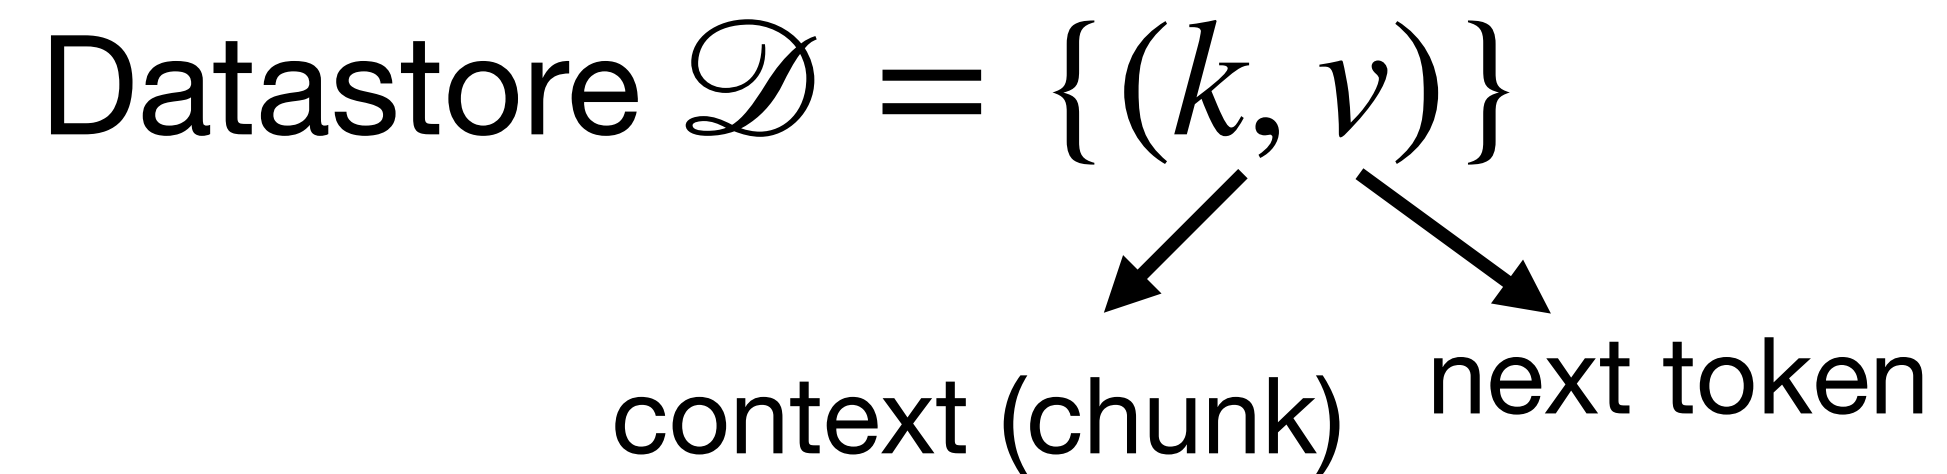 Datastore 𝒟 = {(k, v)}
context (chunk)
next token